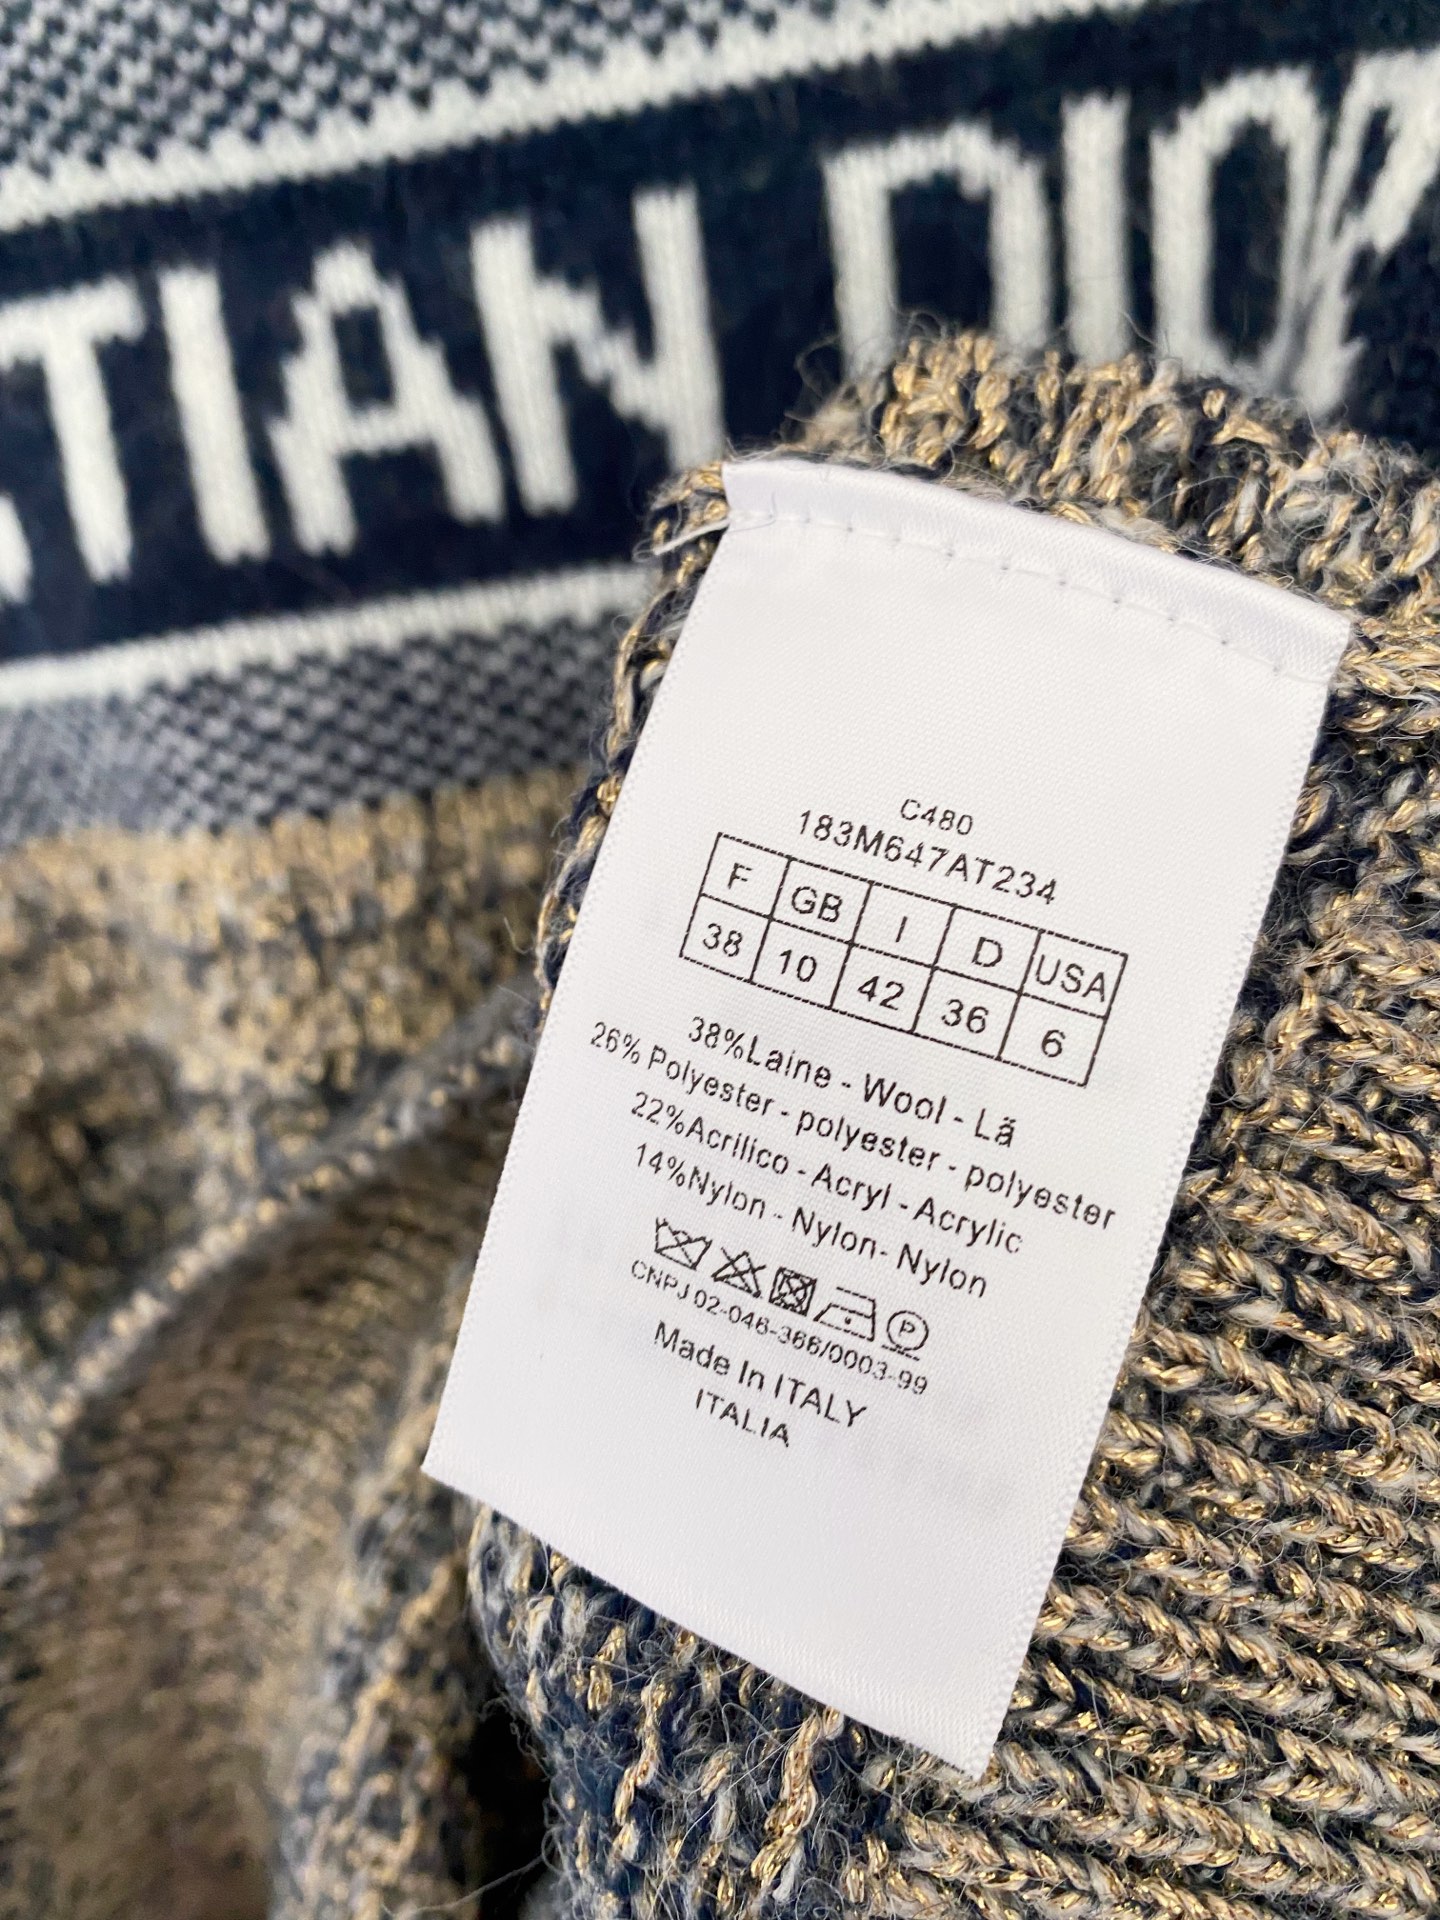 STIAN DIOR
C480
183M647AT234
F GB I D USA
38 10 42 36 6
38%Laine - Wool - Lã
26% Polyester - polyester - polyester
22%Acrilico - Acryl - Acrylic
14%Nylon - Nylon- Nylon
P
CNPJ 02-046-366/0003-99
Made In ITALY
ITALIA